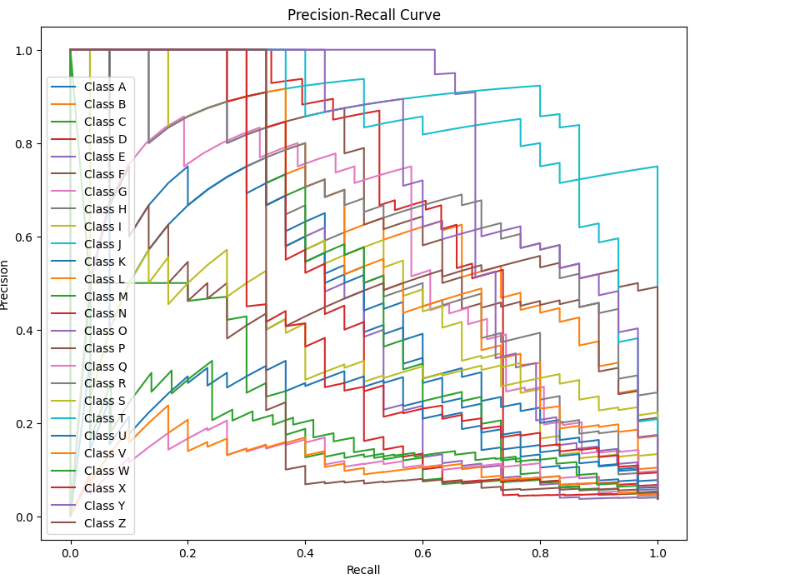 Precision-Recall Curve
1.0
0.8
0.6
0.4
0.2
0.0
Precision
Class A
Class B
Class C
Class D
Class E
Class F
Class G
Class H
Class I
Class J
Class K
Class L
Class M
Class N
Class O
Class P
Class Q
Class R
Class S
Class T
Class U
Class V
Class W
Class X
Class Y
Class Z
0.0 0.2 0.4 0.6 0.8 1.0
Recall